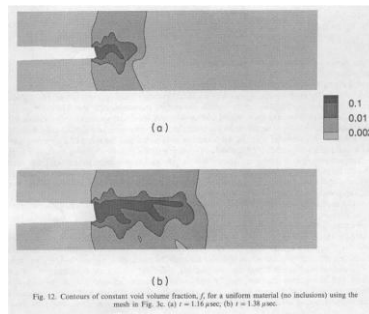 0.1
0.01
0.002
(a)
(b)
Fig. 12. Contours of constant void volume fraction, f, for a uniform material (no inclusions) using the
mesh in Fig. 3c. (a) t = 1.16 μsec; (b) t = 1.38 μsec.